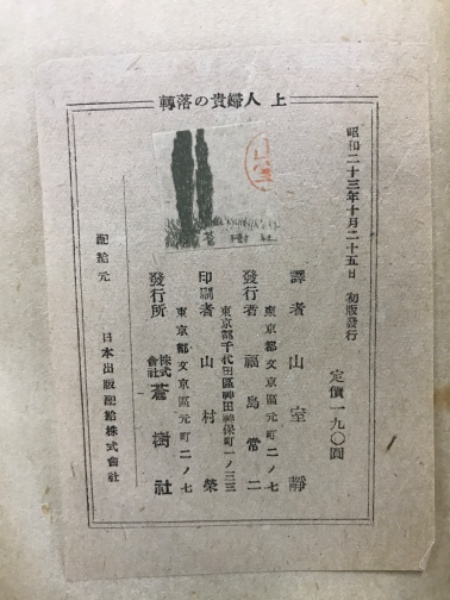 轉落の貴婦人 上
昭和二十三年十月二十五日 初版發行
定價一九〇圓
譯者 山室靜
東京都文京區元町二ノ七
發行者 福島常二
東京都千代田區神田神保町一ノ三三
印刷者 山村榮
東京都文京區元町二ノ七
發行所 株式會社 蒼樹社
配給元 日本出版配給株式會社
山室
蒼